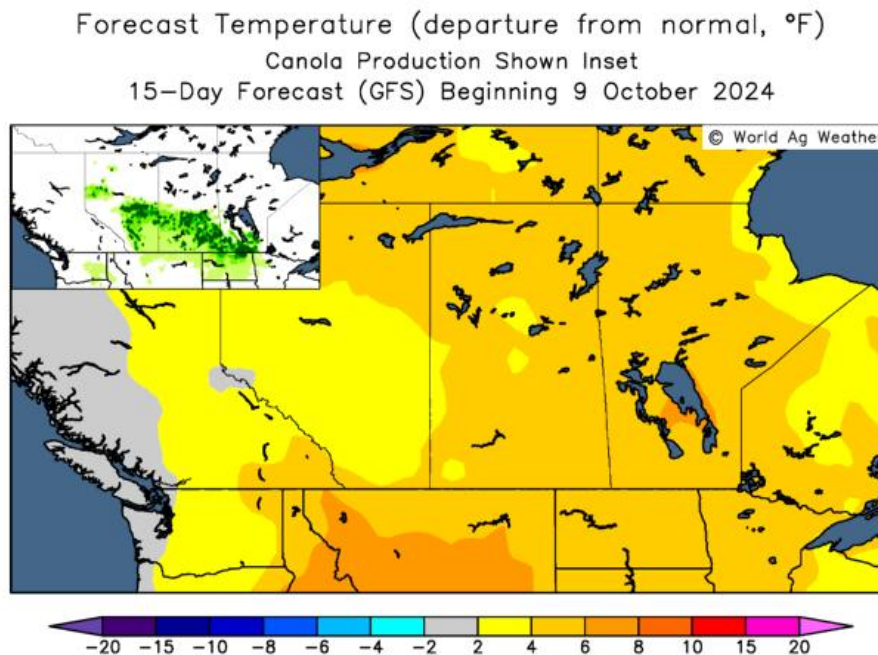 Forecast Temperature (departure from normal, °F)
Canola Production Shown Inset
15-Day Forecast (GFS) Beginning 9 October 2024
© World Ag Weather
-20 -15 -10 -8 -6 -4 -2 2 4 6 8 10 15 20